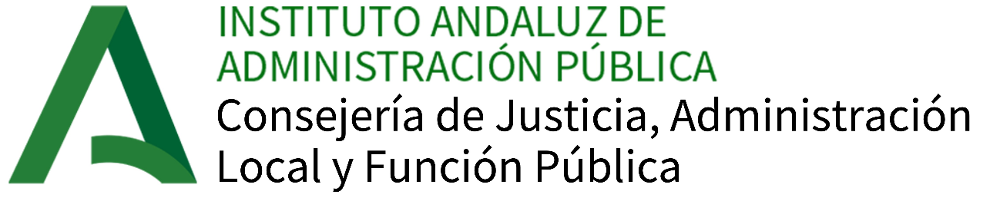 INSTITUTO ANDALUZ DE
ADMINISTRACIÓN PÚBLICA
Consejería de Justicia, Administración
Local y Función Pública